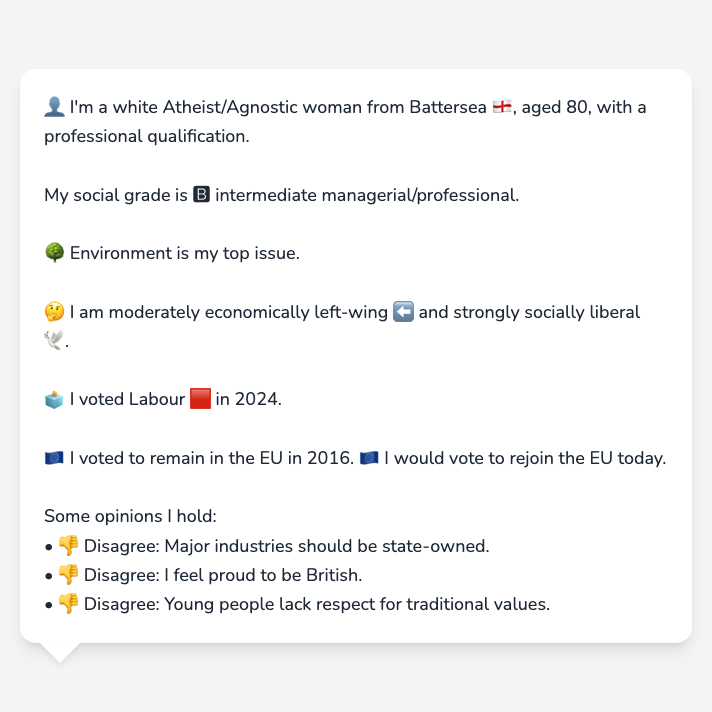 👤 I'm a white Atheist/Agnostic woman from Battersea 🏴󠁧󠁢󠁥󠁮󠁧󠁿, aged 80, with a
professional qualification.
My social grade is 🅱 intermediate managerial/professional.
🌳 Environment is my top issue.
🤔 I am moderately economically left-wing ⬅️ and strongly socially liberal
🕊️.
🗳️ I voted Labour 🟥 in 2024.
🇪🇺 I voted to remain in the EU in 2016. 🇪🇺 I would vote to rejoin the EU today.
Some opinions I hold:
• 👎 Disagree: Major industries should be state-owned.
• 👎 Disagree: I feel proud to be British.
• 👎 Disagree: Young people lack respect for traditional values.